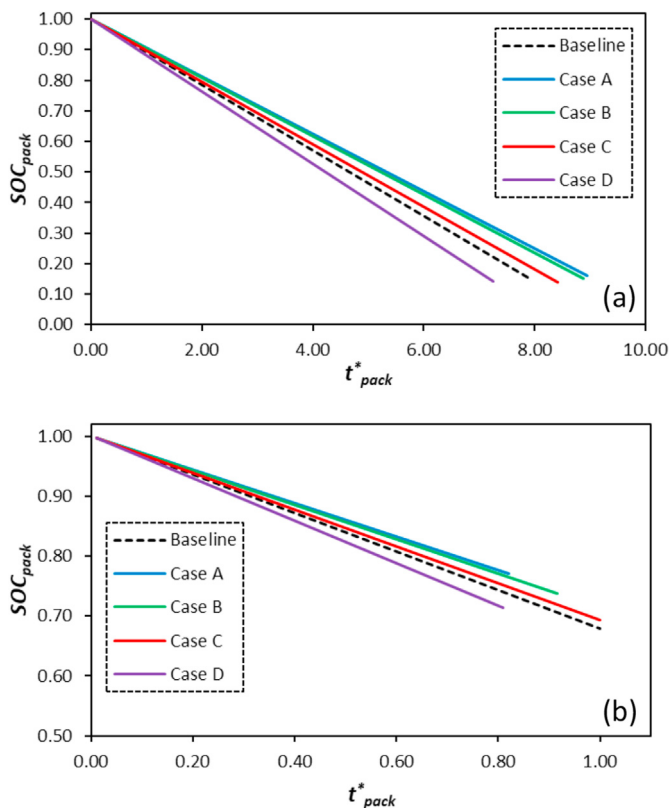 1.00
0.90
0.80
0.70
0.60
0.50
0.40
0.30
0.20
0.10
0.00
SOCpack
Baseline
Case A
Case B
Case C
Case D
(a)
0.00 2.00 4.00 6.00 8.00 10.00
t*pack
1.00
0.90
0.80
0.70
0.60
0.50
SOCpack
Baseline
Case A
Case B
Case C
Case D
(b)
0.00 0.20 0.40 0.60 0.80 1.00
t*pack